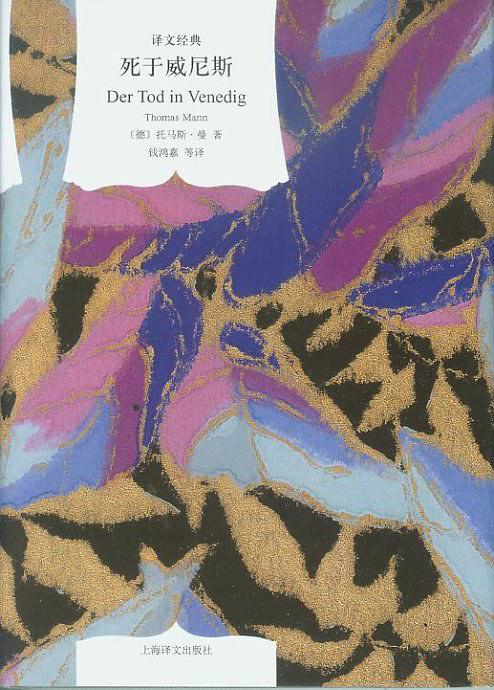 译文经典
死于威尼斯
Der Tod in Venedig
Thomas Mann
〔德〕托马斯·曼 著
钱鸿嘉 等译
上海译文出版社